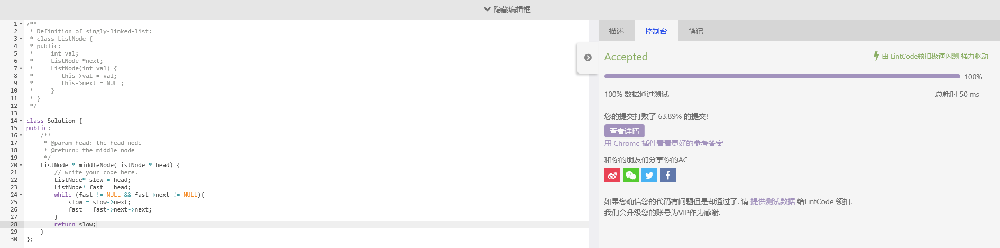 隐藏编辑框
1 /**
2  * Definition of singly-linked-list:
3  * class ListNode {
4  * public:
5  *     int val;
6  *     ListNode *next;
7  *     ListNode(int val) {
8  *        this->val = val;
9  *        this->next = NULL;
10  *     }
11  * }
12  */
13
14 class Solution {
15 public:
16     /**
17      * @param head: the head node
18      * @return: the middle node
19      */
20     ListNode * middleNode(ListNode * head) {
21         // write your code here.
22         ListNode* slow = head;
23         ListNode* fast = head;
24         while (fast != NULL && fast->next != NULL){
25             slow = slow->next;
26             fast = fast->next->next;
27         }
28         return slow;
29     }
30 };
描述 控制台 笔记
Accepted 由 LintCode领扣极速闪测 强力驱动
100%
100% 数据通过测试 总耗时 50 ms
您的提交打败了 63.89% 的提交!
查看详情
用 Chrome 插件看看更好的参考答案
和你的朋友们分享你的AC
如果您确信您的代码有问题但是却通过了, 请 提供测试数据 给LintCode 领扣.
我们会升级您的账号为VIP作为感谢.